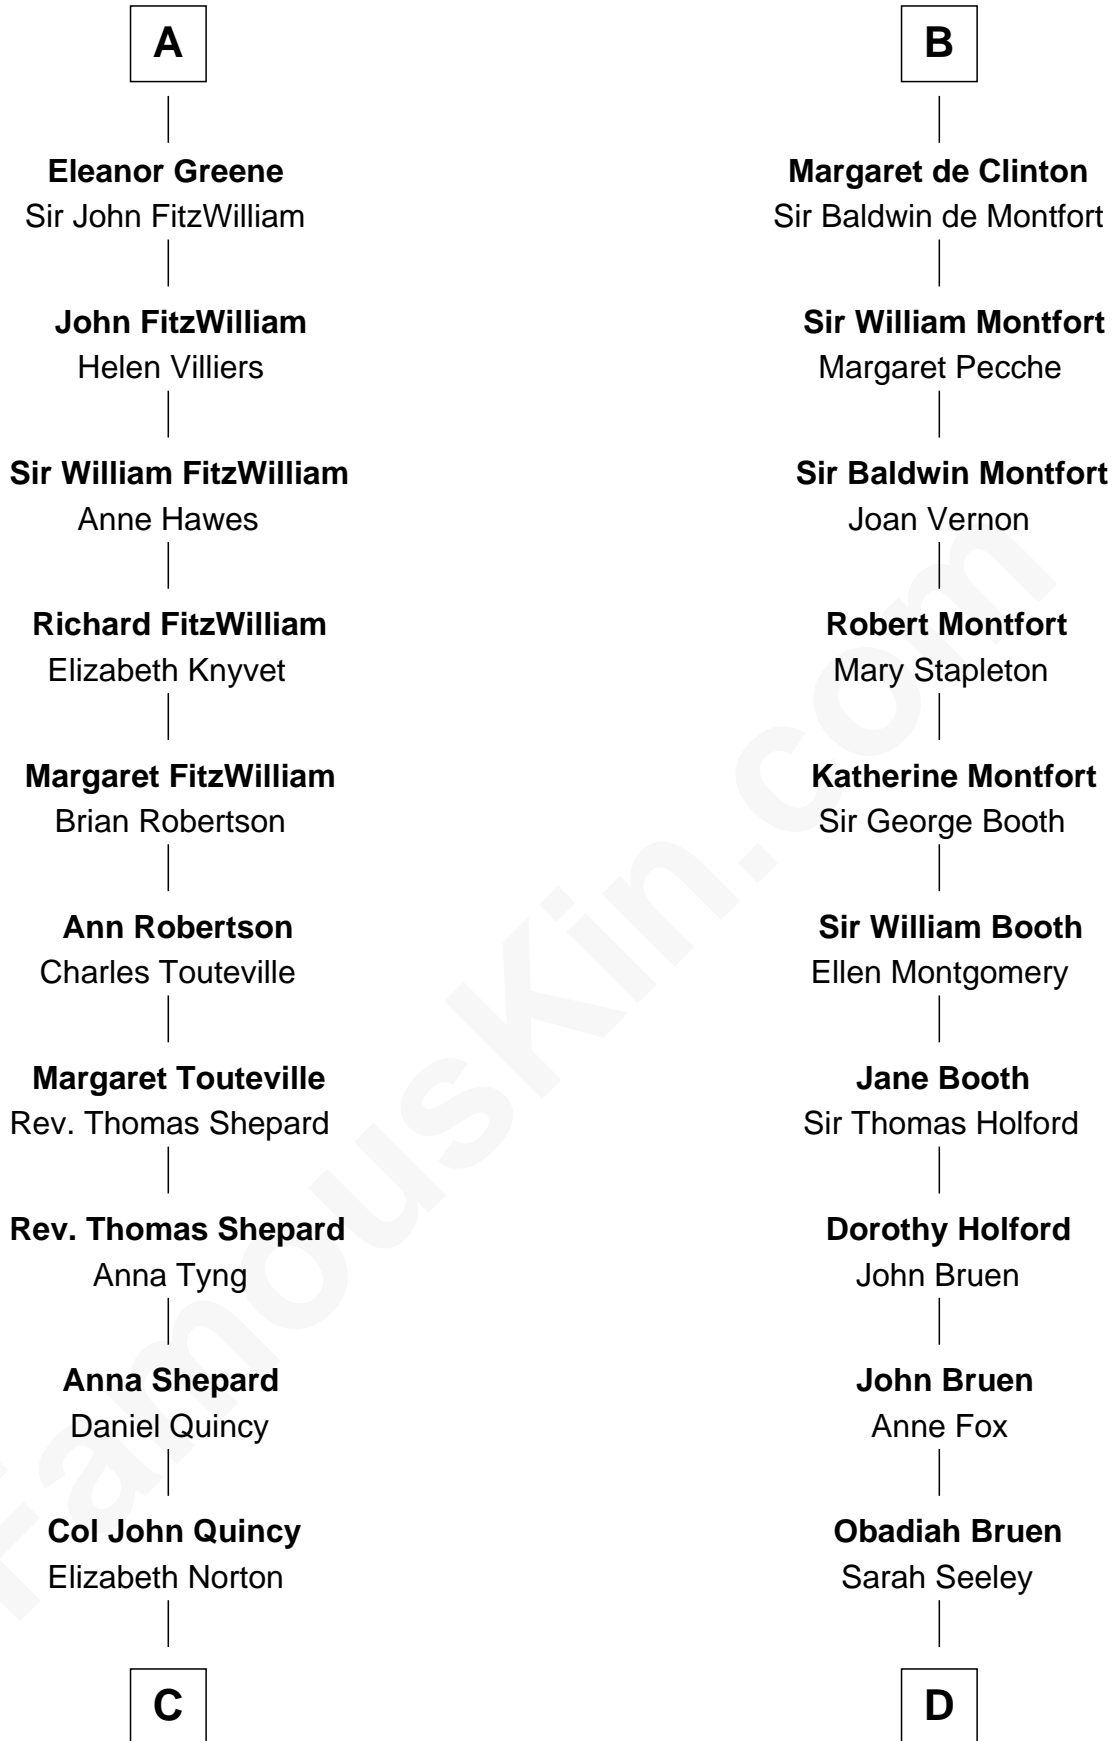 A
Eleanor Greene
Sir John FitzWilliam
John FitzWilliam
Helen Villiers
Sir William FitzWilliam
Anne Hawes
Richard FitzWilliam
Elizabeth Knyvet
Margaret FitzWilliam
Brian Robertson
Ann Robertson
Charles Touteville
Margaret Touteville
Rev. Thomas Shepard
Rev. Thomas Shepard
Anna Tyng
Anna Shepard
Daniel Quincy
Col John Quincy
Elizabeth Norton
C
B
Margaret de Clinton
Sir Baldwin de Montfort
Sir William Montfort
Margaret Pecche
Sir Baldwin Montfort
Joan Vernon
Robert Montfort
Mary Stapleton
Katherine Montfort
Sir George Booth
Sir William Booth
Ellen Montgomery
Jane Booth
Sir Thomas Holford
Dorothy Holford
John Bruen
John Bruen
Anne Fox
Obadiah Bruen
Sarah Seeley
D
FamousKin.com